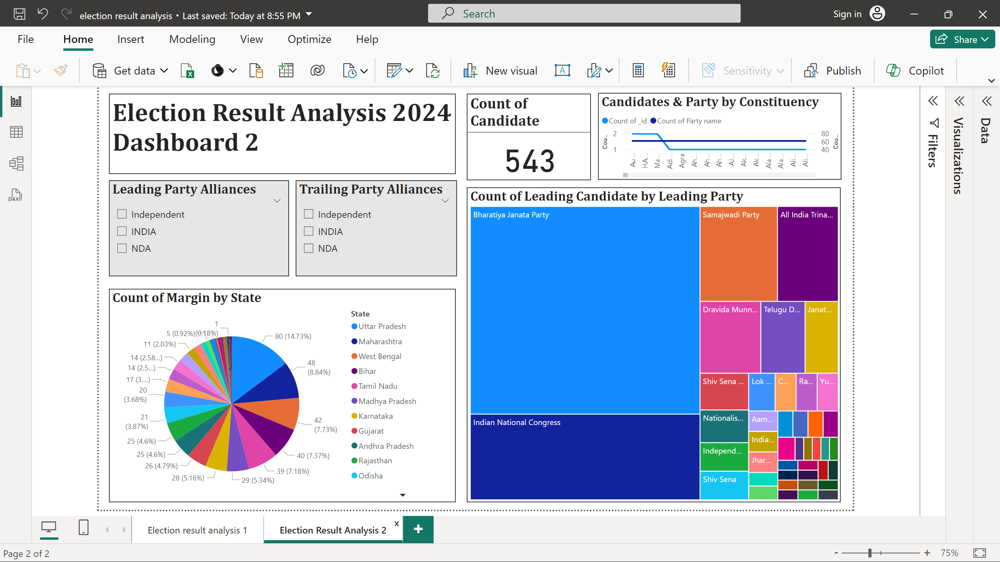 election result analysis • Last saved: Today at 8:55 PM
Search
Sign in
File
Home
Insert
Modeling
View
Optimize
Help
Share
Get data
New visual
Sensitivity
Publish
Copilot
Election Result Analysis 2024
Dashboard 2
Count of
Candidate
543
Candidates & Party by Constituency
Count of _id
Count of Party name
Cou...
2
1
80
60
40
Cou...
Au...
HA...
Ma...
Adi...
Agra
Ah...
Ah...
Ah...
AJ...
Ak...
Ak...
Ala...
Ala...
Ali...
Ali...
Leading Party Alliances
Independent
INDIA
NDA
Trailing Party Alliances
Independent
INDIA
NDA
Count of Leading Candidate by Leading Party
Bharatiya Janata Party
Samajwadi Party
All India Trina...
Dravida Munn...
Telugu D...
Janat...
Shiv Sena ...
Lok ...
C...
Ra...
Yu...
Indian National Congress
Nationalis...
Aam...
India...
Independ...
Jhar...
Shiv Sena
Count of Margin by State
1
(0.18%)
5 (0.92%)
11 (2.03%)
14 (2.58...)
14 (2.5...)
17 (3....)
20
(3.68%)
21
(3.87%)
25 (4.6%)
25 (4.6%)
26 (4.79%)
28 (5.16%)
29 (5.34%)
39 (7.18%)
40 (7.37%)
42
(7.73%)
48
(8.84%)
80 (14.73%)
State
Uttar Pradesh
Maharashtra
West Bengal
Bihar
Tamil Nadu
Madhya Pradesh
Karnataka
Gujarat
Andhra Pradesh
Rajasthan
Odisha
Filters
Visualizations
Data
DAX
Election result analysis 1
Election Result Analysis 2
x
+
Page 2 of 2
- + 75%